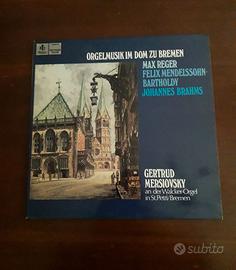 ORGELMUSIK IM DOM ZU BREMEN
MAX REGER
FELIX MENDELSSOHN-
BARTHOLDY
JOHANNES BRAHMS
GERTRUD
MERSIOVSKY
an der Walcker-Orgel
in St. Petri/Bremen
subito